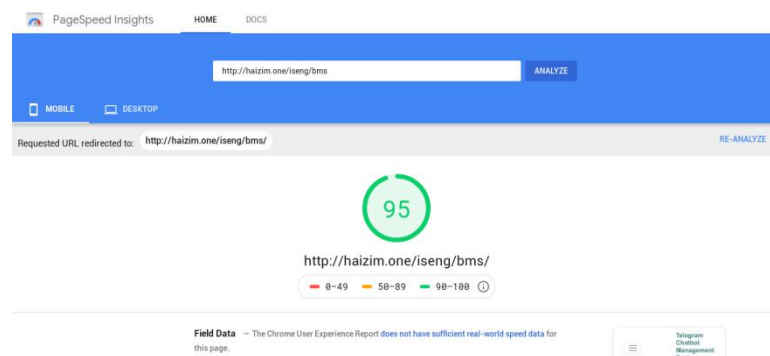 PageSpeed Insights HOME DOCS
http://haizim.one/iseng/bms ANALYZE
MOBILE DESKTOP
Requested URL redirected to: http://haizim.one/iseng/bms/ RE-ANALYZE
95
http://haizim.one/iseng/bms/
0-49 50-89 90-100
Field Data — The Chrome User Experience Report does not have sufficient real-world speed data for
this page.
Telegram
Chatbot
Management